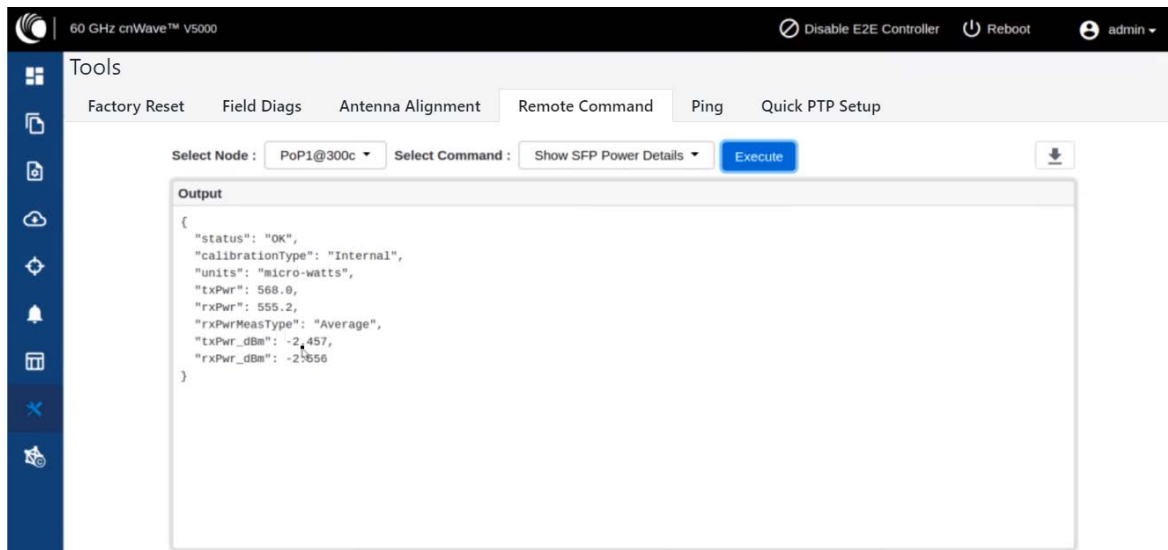 60 GHz cnWave™ V5000
Disable E2E Controller
Reboot
admin
Tools
Factory Reset
Field Diags
Antenna Alignment
Remote Command
Ping
Quick PTP Setup
Select Node :
PoP1@300c
Select Command :
Show SFP Power Details
Execute
Output
{
"status": "OK",
"calibrationType": "Internal",
"units": "micro-watts",
"txPwr": 568.0,
"rxPwr": 555.2,
"rxPwrMeasType": "Average",
"txPwr_dBm": -2.457,
"rxPwr_dBm": -2.556
}